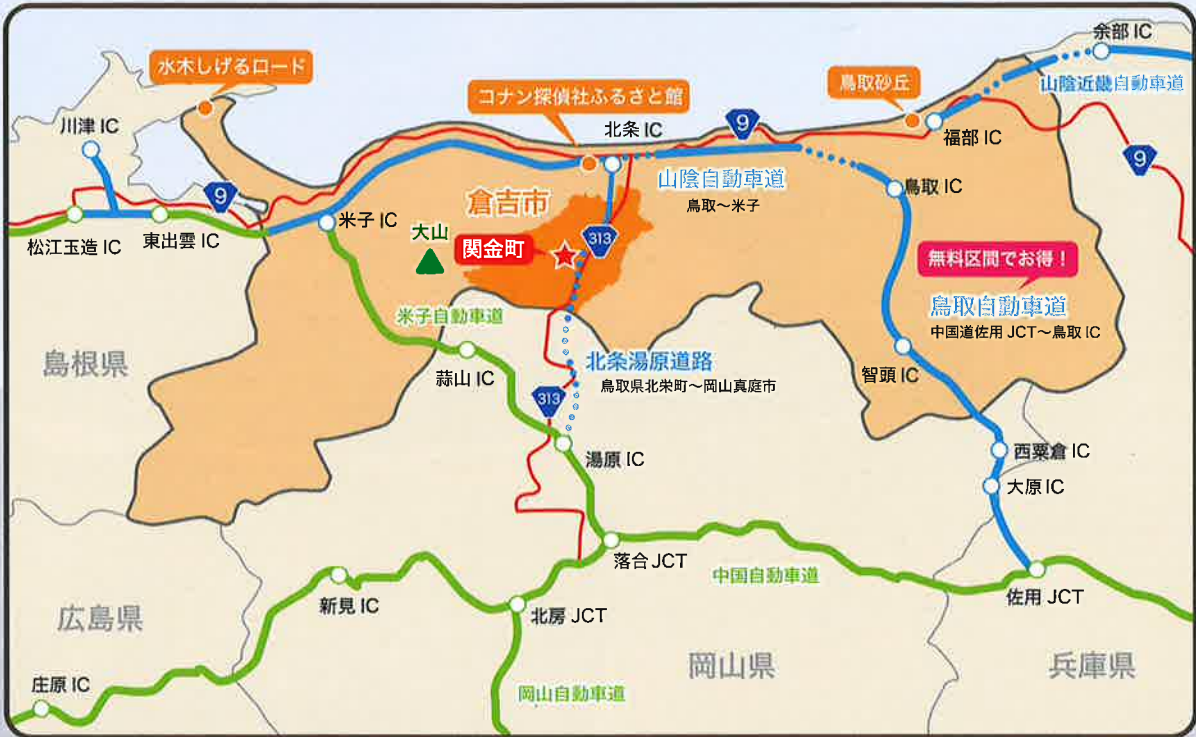 余部 IC
水木しげるロード
山陰近畿自動車道
鳥取砂丘
コナン探偵社ふるさと館
川津 IC
北条 IC
9
福部 IC
9
山陰自動車道
鳥取~米子
鳥取 IC
9
倉吉市
米子 IC
松江玉造 IC
東出雲 IC
大山
関金町
313
無料区間でお得!
鳥取自動車道
中国道佐用 JCT~鳥取 IC
米子自動車道
島根県
北条湯原道路
鳥取県北栄町~岡山真庭市
蒜山 IC
智頭 IC
313
湯原 IC
西粟倉 IC
大原 IC
落合 JCT
中国自動車道
佐用 JCT
新見 IC
北房 JCT
広島県
岡山県
兵庫県
庄原 IC
岡山自動車道